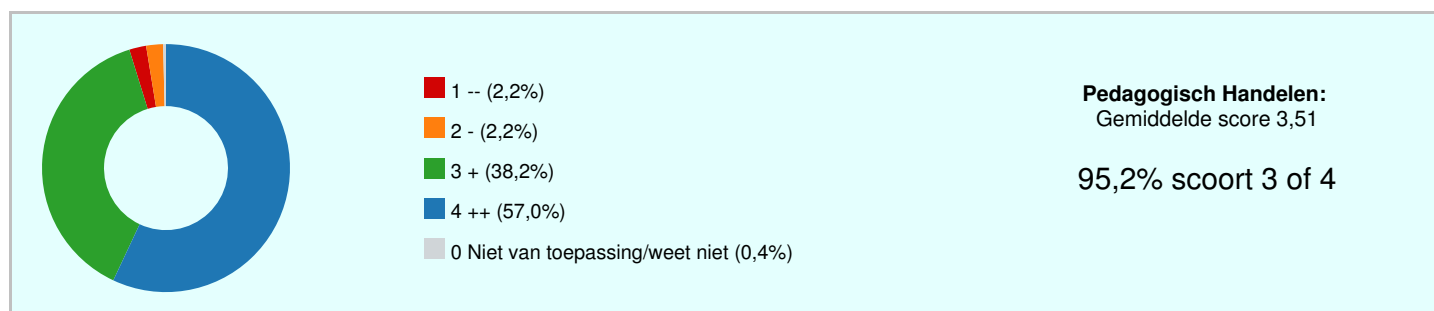 1 -- (2,2%)
2 - (2,2%)
3 + (38,2%)
4 ++ (57,0%)
0 Niet van toepassing/weet niet (0,4%)
Pedagogisch Handelen:
Gemiddelde score 3,51
95,2% scoort 3 of 4